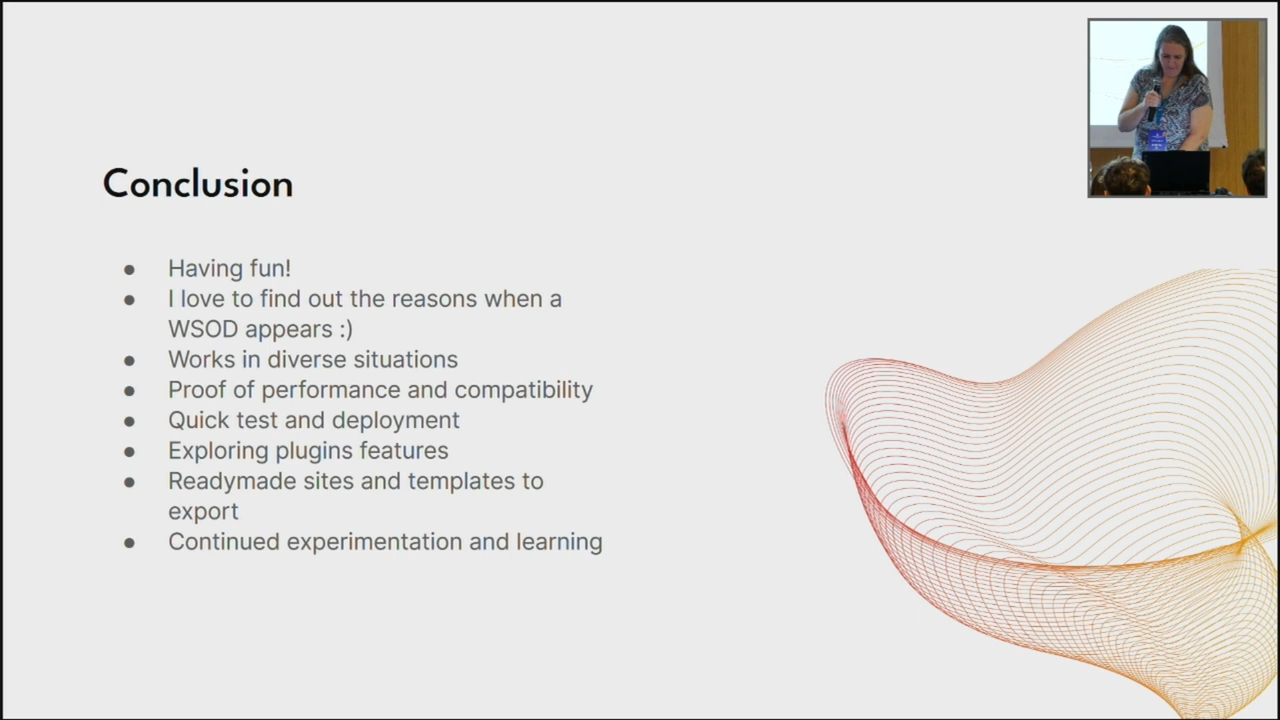 Conclusion
● Having fun!
● I love to find out the reasons when a
WSOD appears :)
● Works in diverse situations
● Proof of performance and compatibility
● Quick test and deployment
● Exploring plugins features
● Readymade sites and templates to
export
● Continued experimentation and learning